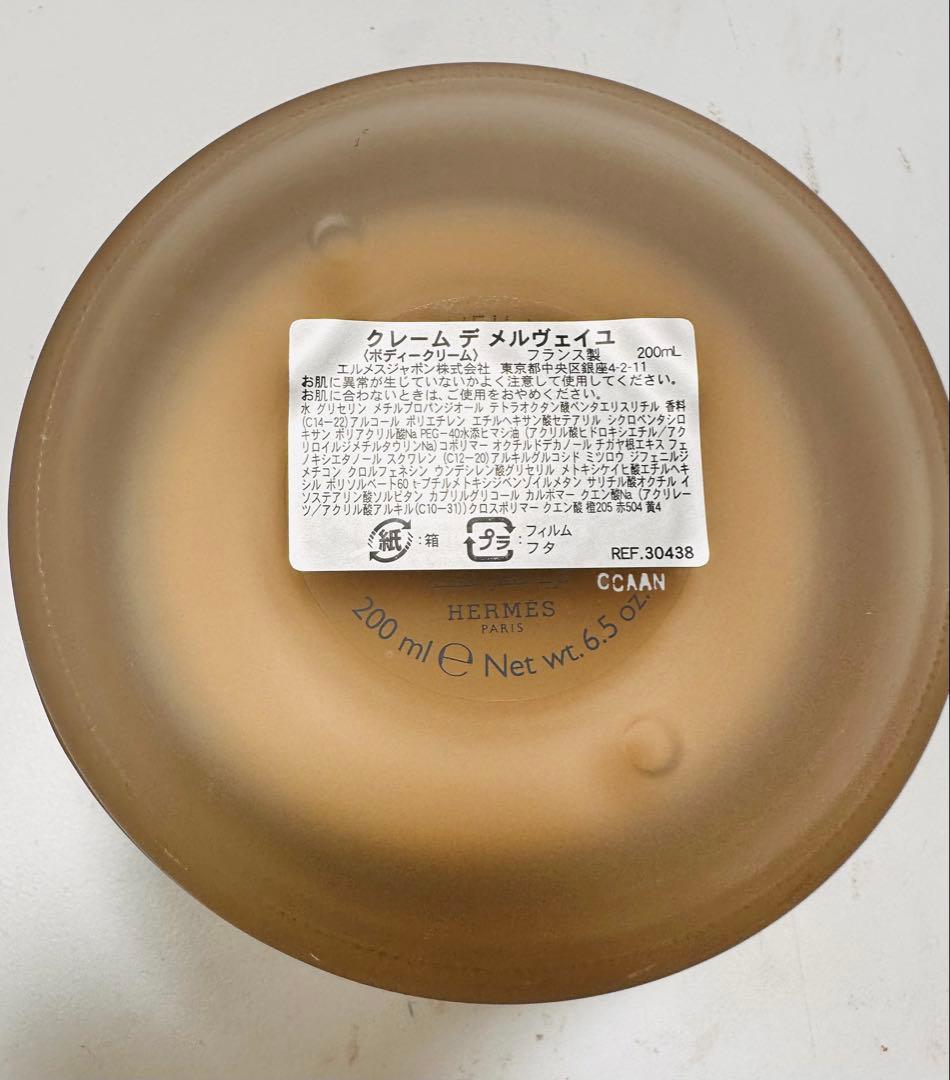 クレーム デ メルヴェイユ
〈ボディークリーム〉 フランス製 200mL
エルメスジャポン株式会社 東京都中央区銀座4-2-11
お肌に異常が生じていないかよく注意して使用してください。
お肌に合わないときは、ご使用をおやめください。
水 グリセリン メチルプロパンジオール テトラオクタン酸ペンタエリスリチル 香料
(C14-22)アルコール ポリエチレン エチルヘキサン酸セテアリル シクロペンタシロ
キサン ポリアクリル酸Na PEG-40水添ヒマシ油 (アクリル酸ヒドロキシエチル/アク
リロイルジメチルタウリンNa)コポリマー オクチルドデカノール チガヤ根エキス フェ
ノキシエタノール スクワレン (C12-20)アルキルグルコシド ミツロウ ジフェニルジ
メチコン クロルフェネシン ウンデシレン酸グリセリル メトキシケイヒ酸エチルヘキ
シル ポリソルベート60 t-ブチルメトキシジベンゾイルメタン サリチル酸オクチル イ
ソステアリン酸ソルビタン カプリルグリコール カルボマー クエン酸Na (アクリレー
ツ/アクリル酸アルキル(C10-31))クロスポリマー クエン酸 橙205 赤504 黄4
紙 : 箱 プラ : フィルム
フタ
REF.30438
CCAAN
HERMÈS
PARIS
200 ml e Net wt. 6.5 oz.